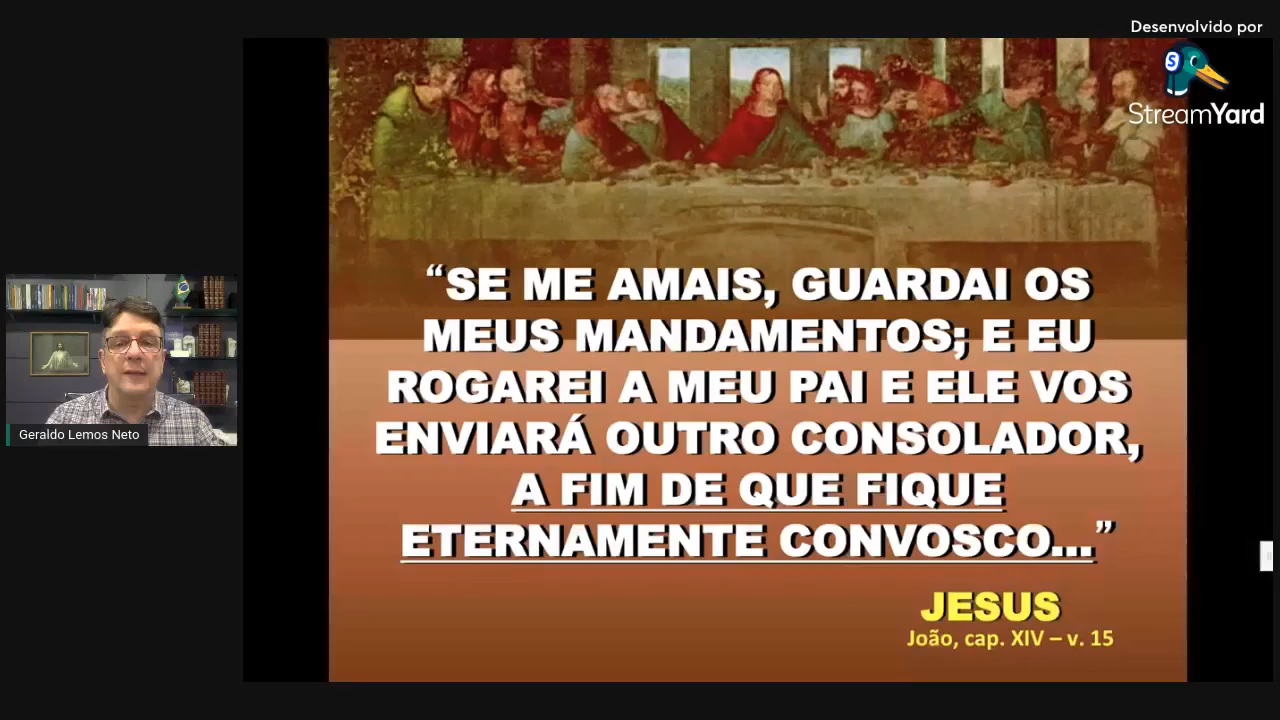 Desenvolvido por
S
StreamYard
“SE ME AMAIS, GUARDAI OS
MEUS MANDAMENTOS; E EU
ROGAREI A MEU PAI E ELE VOS
ENVIARÁ OUTRO CONSOLADOR,
A FIM DE QUE FIQUE
ETERNAMENTE CONVOSCO...”
JESUS
João, cap. XIV – v. 15
Geraldo Lemos Neto